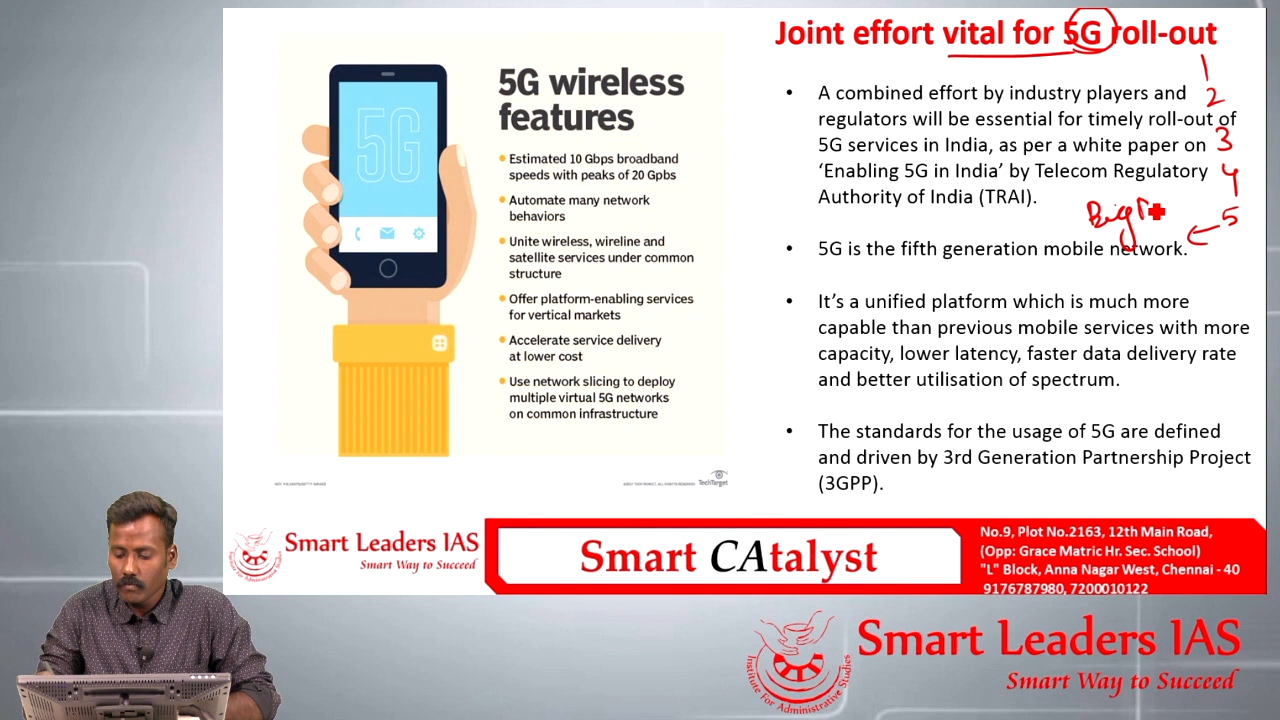 Joint effort vital for 5G roll-out
5G
5G wireless
features
• Estimated 10 Gbps broadband
speeds with peaks of 20 Gpbs
• Automate many network
behaviors
• Unite wireless, wireline and
satellite services under common
structure
• Offer platform-enabling services
for vertical markets
• Accelerate service delivery
at lower cost
• Use network slicing to deploy
multiple virtual 5G networks
on common infrastructure
TechTarget
• A combined effort by industry players and
regulators will be essential for timely roll-out of
5G services in India, as per a white paper on
‘Enabling 5G in India’ by Telecom Regulatory
Authority of India (TRAI).
• 5G is the fifth generation mobile network.
• It’s a unified platform which is much more
capable than previous mobile services with more
capacity, lower latency, faster data delivery rate
and better utilisation of spectrum.
• The standards for the usage of 5G are defined
and driven by 3rd Generation Partnership Project
(3GPP).
1
2
3
4
5
Smart Leaders IAS
Smart Way to Succeed
Smart CAtalyst
No.9, Plot No.2163, 12th Main Road,
(Opp: Grace Matric Hr. Sec. School)
"L" Block, Anna Nagar West, Chennai - 40
9176787980, 7200010122
Institute For Administrative Studies
Smart Leaders IAS
Smart Way to Succeed